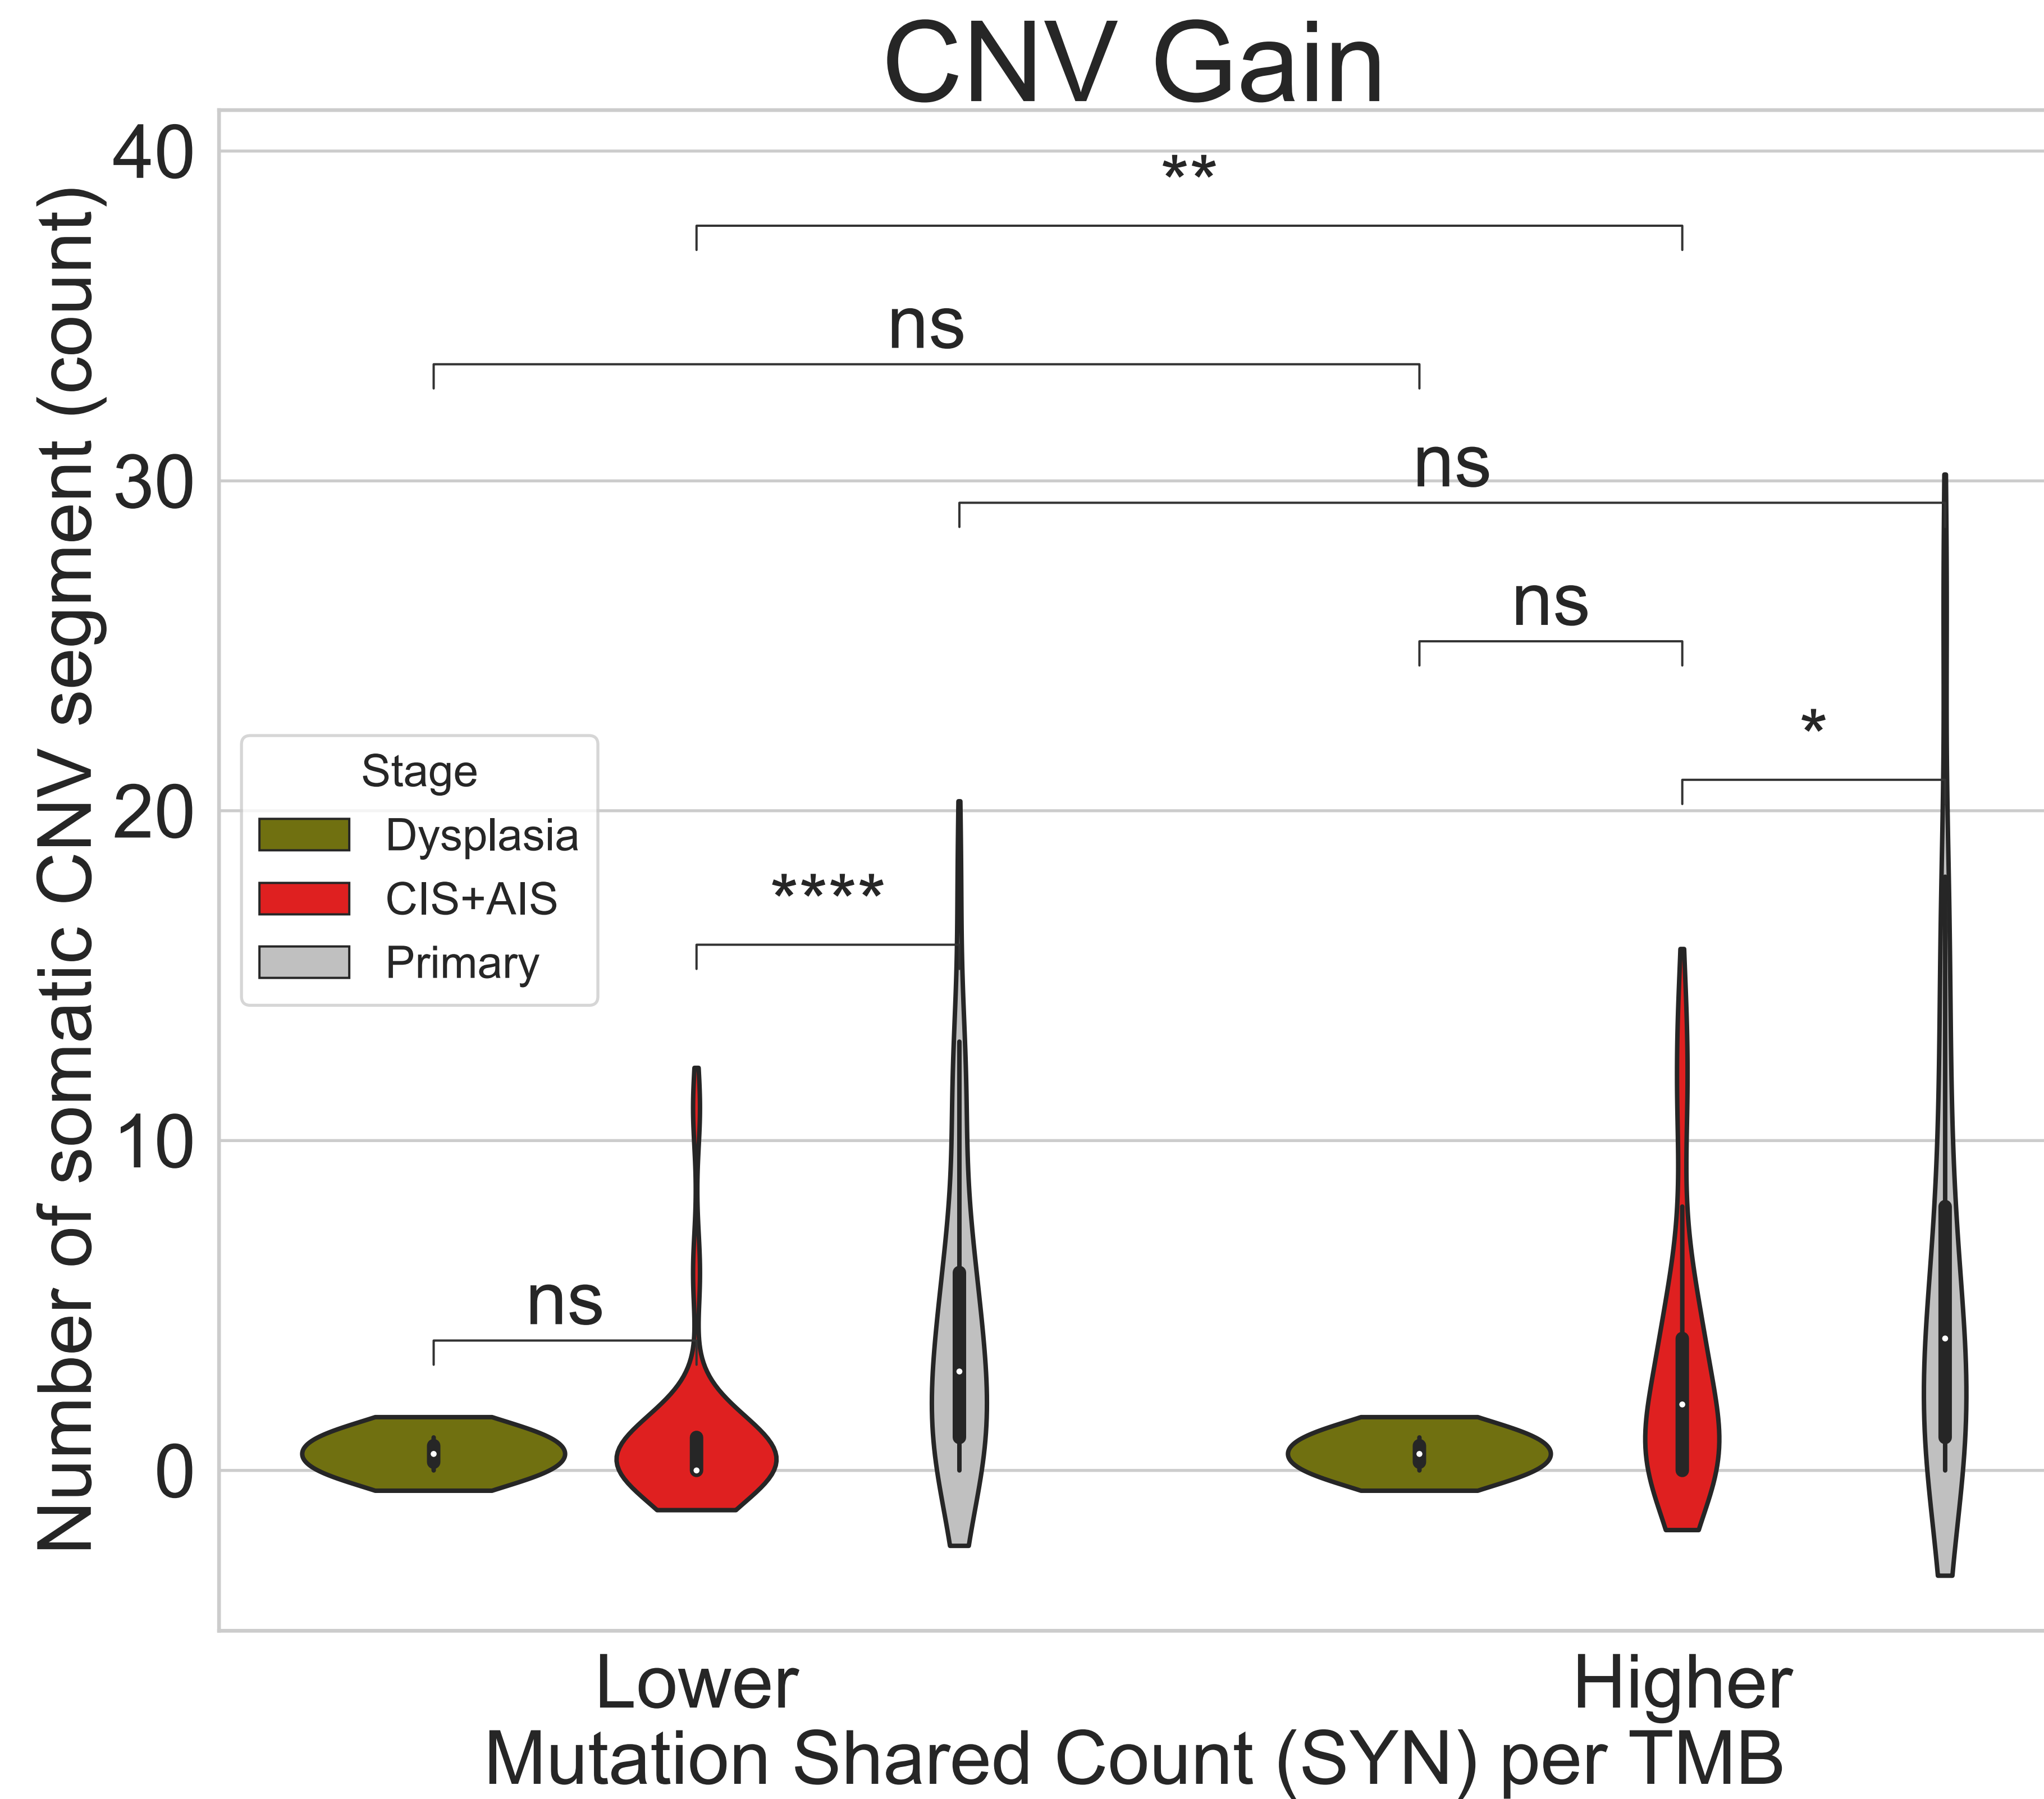 CNV Gain
Number of somatic CNV segment (count)
40
30
20
10
0
**
ns
ns
ns
*
****
ns
Stage
Dysplasia
CIS+AIS
Primary
Lower
Higher
Mutation Shared Count (SYN) per TMB